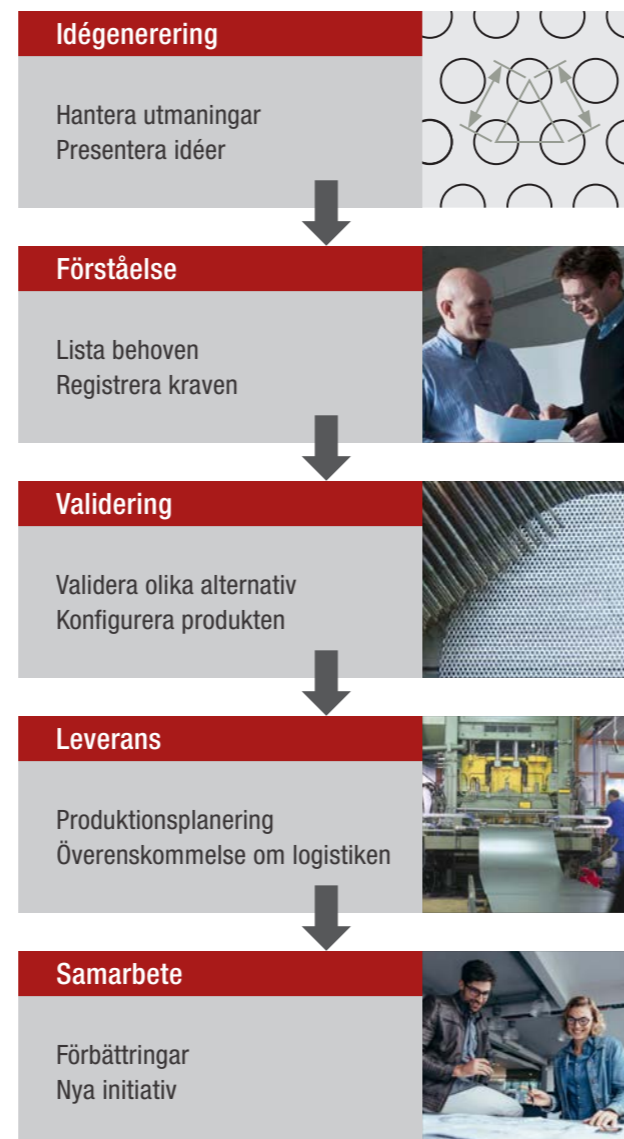 Idégenerering
Hantera utmaningar
Presentera idéer
Förståelse
Lista behoven
Registrera kraven
Validering
Validera olika alternativ
Konfigurera produkten
Leverans
Produktionsplanering
Överenskommelse om logistiken
Samarbete
Förbättringar
Nya initiativ